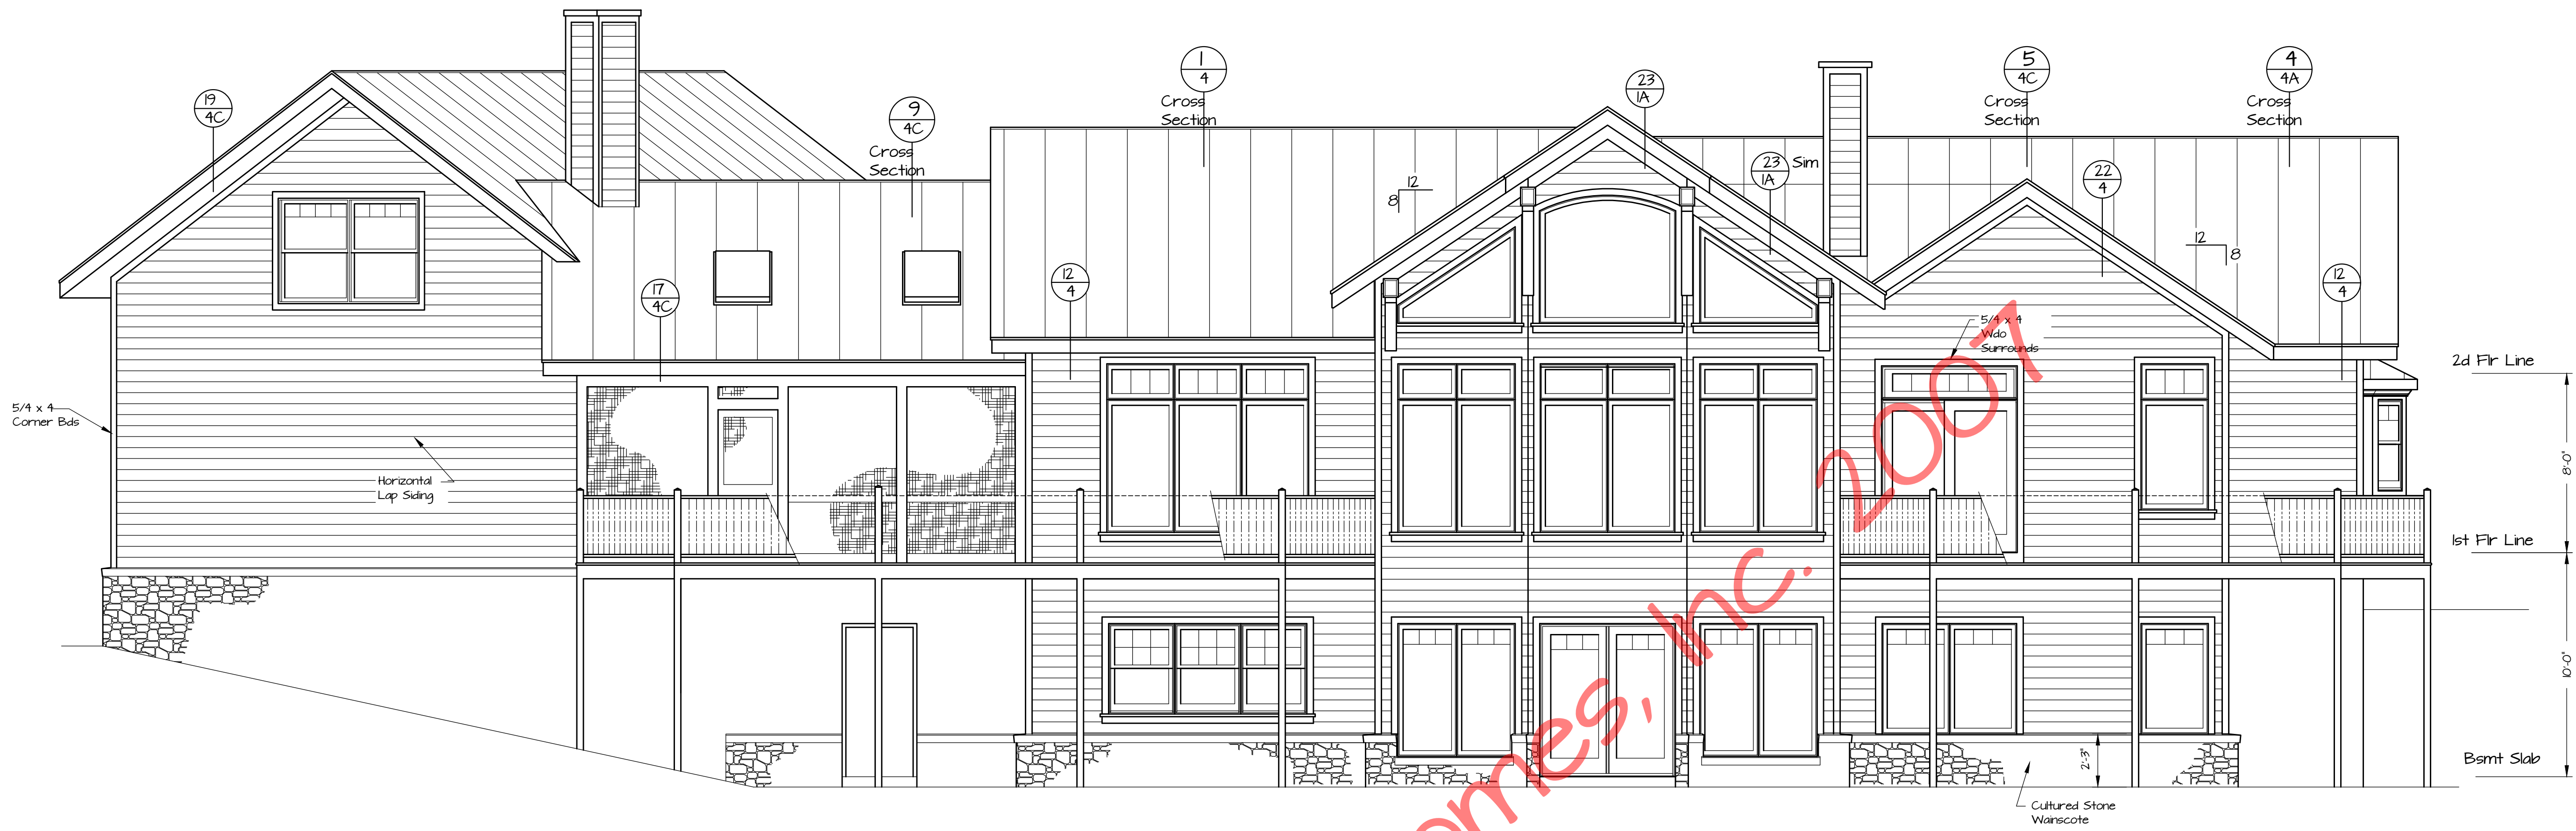 19
4C
9
4C
Cross
Section
1
4
Cross
Section
23
1A
23
1A
Sim
5
4C
Cross
Section
4
4A
Cross
Section
22
4
12
8
12
8
17
4C
12
4
12
4
5/4 x 4
Wdo
Surrounds
2d Flr Line
5/4 x 4
Corner Bds
Horizontal
Lap Siding
8'-0"
1st Flr Line
10'-0"
2'-3"
Bsmt Slab
Cultured Stone
Wainscote
omes, Inc. 2007